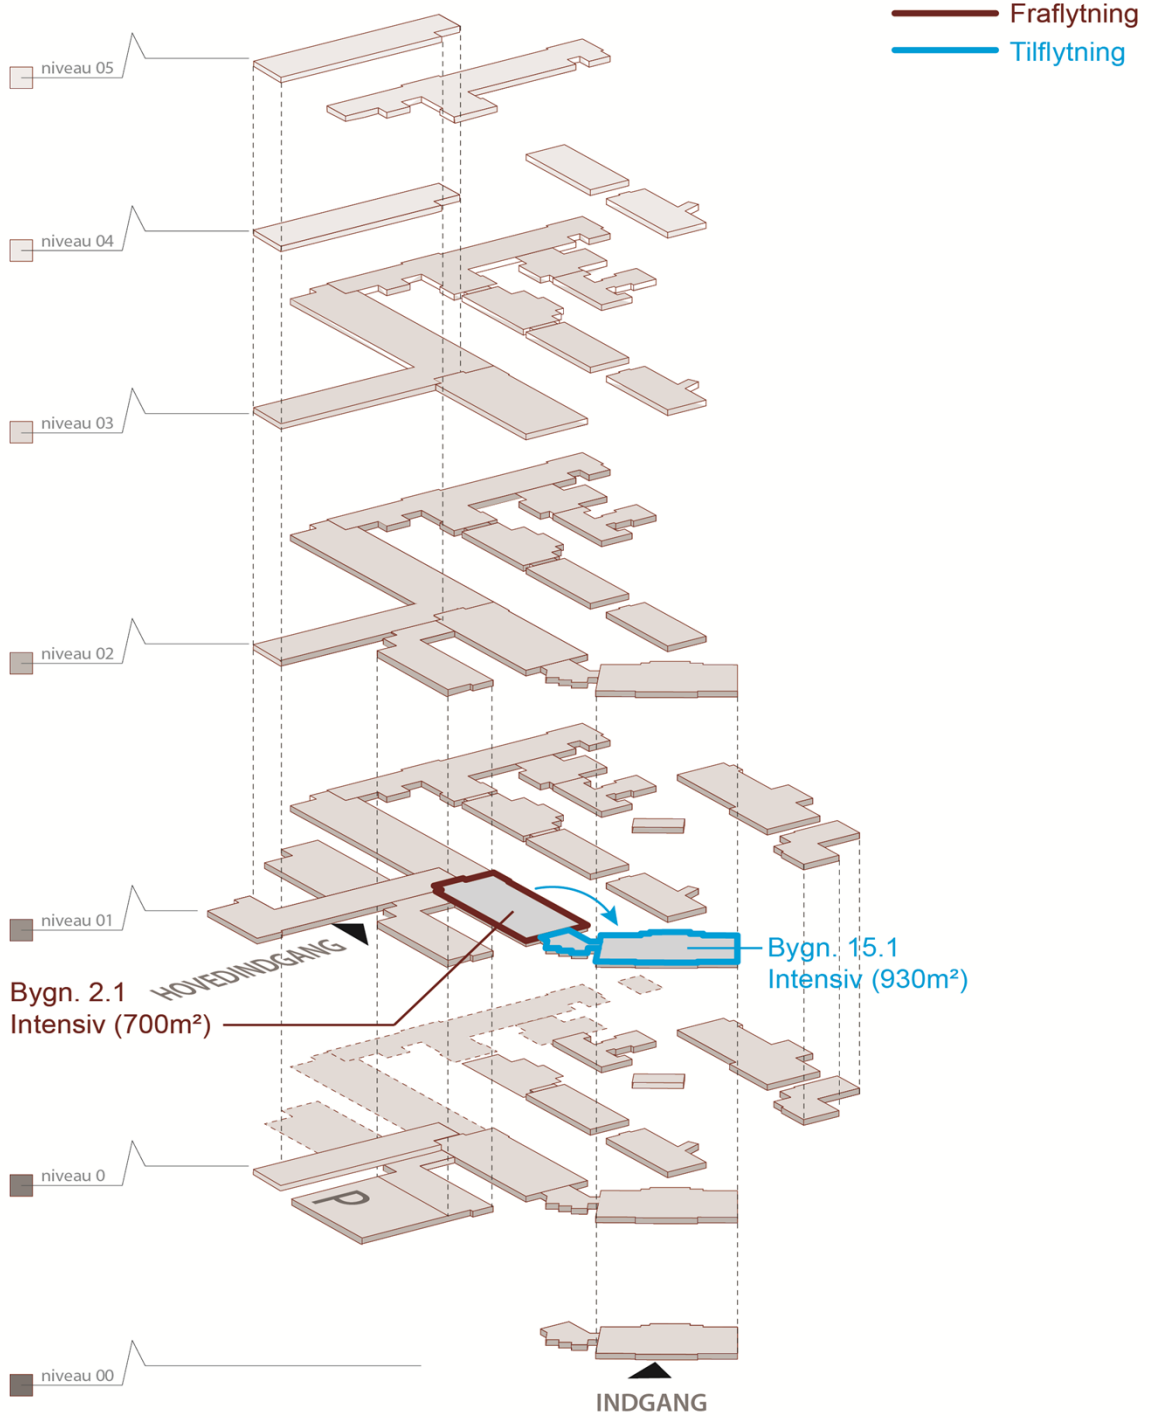 Fraflytning
Tilflytning
niveau 05
niveau 04
niveau 03
niveau 02
niveau 01
HOVEDINDGANG
Bygn. 15.1
Intensiv (930m²)
Bygn. 2.1
Intensiv (700m²)
niveau 0
P
niveau 00
INDGANG